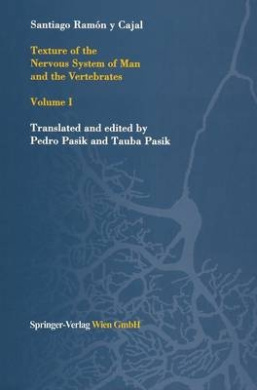 Santiago Ramón y Cajal
Texture of the
Nervous System of Man
and the Vertebrates
Volume I
Translated and edited by
Pedro Pasik and Tauba Pasik
Springer-Verlag Wien GmbH